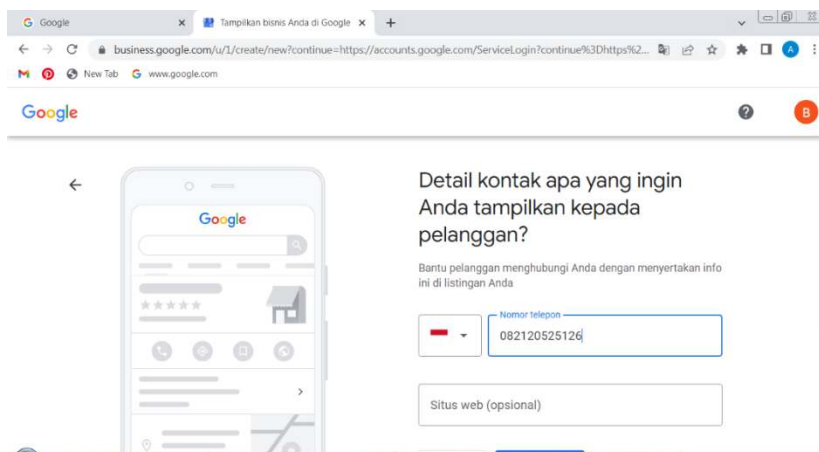 Google
Tampilkan bisnis Anda di Google
business.google.com/u/1/create/new?continue=https://accounts.google.com/ServiceLogin?continue%3Dhttps%2...
A
New Tab
www.google.com
Google
B
Google
Detail kontak apa yang ingin
Anda tampilkan kepada
pelanggan?
Bantu pelanggan menghubungi Anda dengan menyertakan info
ini di listingan Anda
Nomor telepon
082120525126
Situs web (opsional)